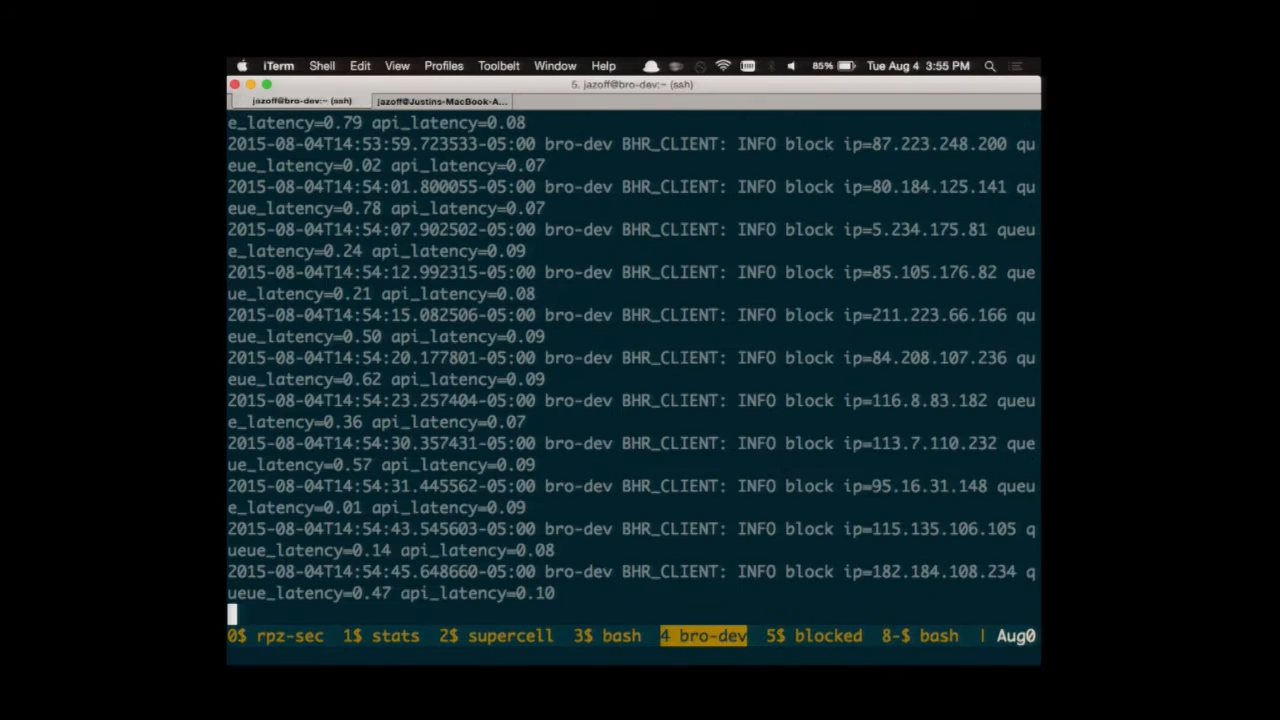 iTerm Shell Edit View Profiles Toolbelt Window Help 85% Tue Aug 4 3:55 PM
5. jazoff@bro-dev:~ (ssh)
jazoff@bro-dev:~ (ssh) jazoff@Justins-MacBook-A...
e_latency=0.79 api_latency=0.08
2015-08-04T14:53:59.723533-05:00 bro-dev BHR_CLIENT: INFO block ip=87.223.248.200 qu
eue_latency=0.02 api_latency=0.07
2015-08-04T14:54:01.800055-05:00 bro-dev BHR_CLIENT: INFO block ip=80.184.125.141 qu
eue_latency=0.78 api_latency=0.07
2015-08-04T14:54:07.902502-05:00 bro-dev BHR_CLIENT: INFO block ip=5.234.175.81 queu
e_latency=0.24 api_latency=0.09
2015-08-04T14:54:12.992315-05:00 bro-dev BHR_CLIENT: INFO block ip=85.105.176.82 que
ue_latency=0.21 api_latency=0.08
2015-08-04T14:54:15.082506-05:00 bro-dev BHR_CLIENT: INFO block ip=211.223.66.166 qu
eue_latency=0.50 api_latency=0.09
2015-08-04T14:54:20.177801-05:00 bro-dev BHR_CLIENT: INFO block ip=84.208.107.236 qu
eue_latency=0.62 api_latency=0.09
2015-08-04T14:54:23.257404-05:00 bro-dev BHR_CLIENT: INFO block ip=116.8.83.182 queu
e_latency=0.36 api_latency=0.07
2015-08-04T14:54:30.357431-05:00 bro-dev BHR_CLIENT: INFO block ip=113.7.110.232 que
ue_latency=0.57 api_latency=0.09
2015-08-04T14:54:31.445562-05:00 bro-dev BHR_CLIENT: INFO block ip=95.16.31.148 queu
e_latency=0.01 api_latency=0.09
2015-08-04T14:54:43.545603-05:00 bro-dev BHR_CLIENT: INFO block ip=115.135.106.105 q
ueue_latency=0.14 api_latency=0.08
2015-08-04T14:54:45.648660-05:00 bro-dev BHR_CLIENT: INFO block ip=182.184.108.234 q
ueue_latency=0.47 api_latency=0.10
0$ rpz-sec 1$ stats 2$ supercell 3$ bash 4 bro-dev 5$ blocked 8-$ bash | Aug0